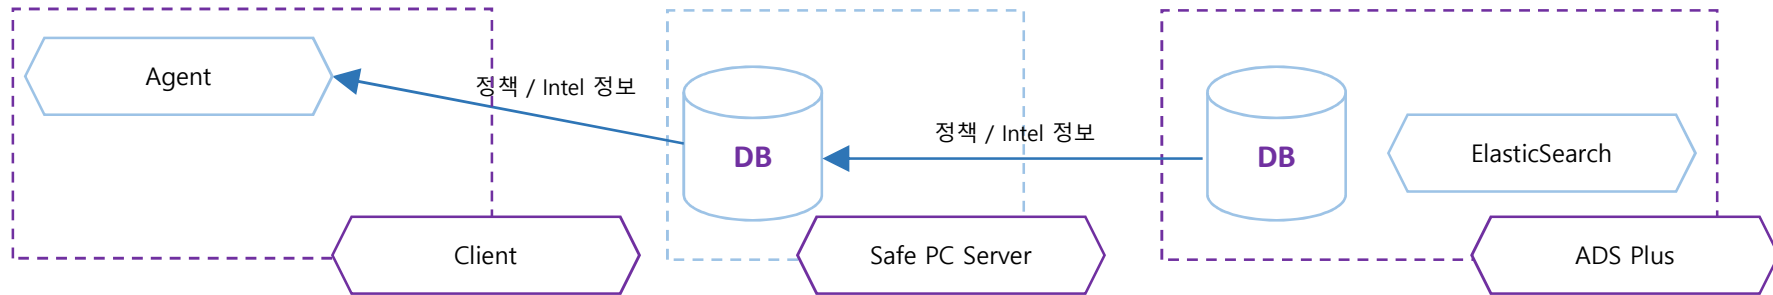 Agent
정책 / Intel 정보
DB
정책 / Intel 정보
DB
ElasticSearch
Client
Safe PC Server
ADS Plus